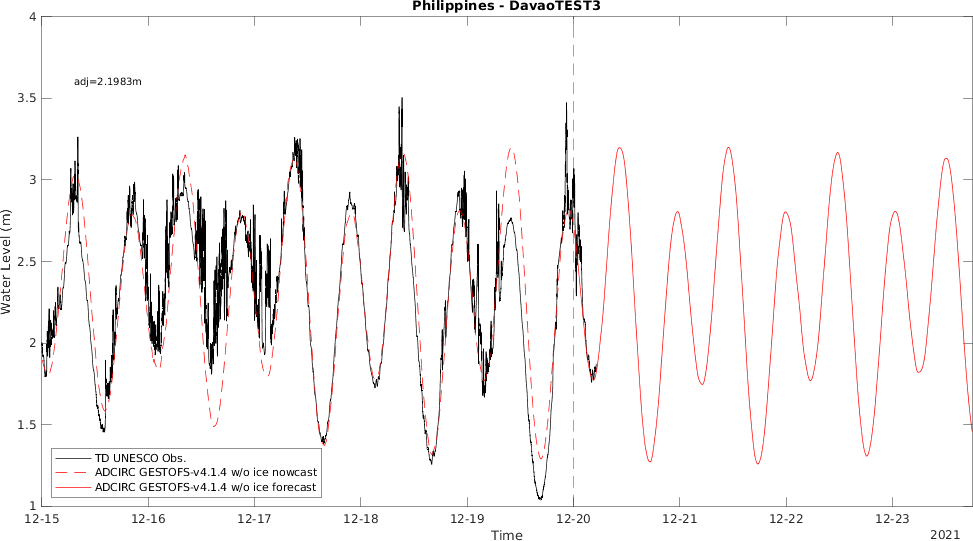 Philippines - DavaoTEST3
adj=2.1983m
4
3.5
3
2.5
2
1.5
1
Water Level (m)
TD UNESCO Obs.
ADCIRC GESTOFS-v4.1.4 w/o ice nowcast
ADCIRC GESTOFS-v4.1.4 w/o ice forecast
12-15 12-16 12-17 12-18 12-19 12-20 12-21 12-22 12-23
Time
2021